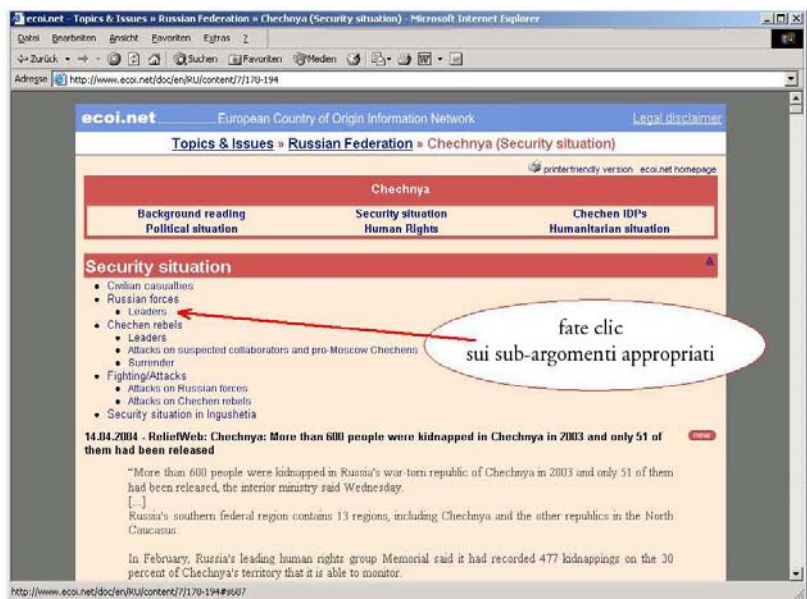 ecoi.net - Topics & Issues » Russian Federation » Chechnya (Security situation) - Microsoft Internet Explorer
Datei Bearbeiten Ansicht Favoriten Extras ?
Zurück Suchen Favoriten Medien
Adresse http://www.ecoi.net/doc/en/RU/content/7/178-194
ecoi.net European Country of Origin Information Network Legal disclaimer
Topics & Issues » Russian Federation » Chechnya (Security situation)
printerfriendly version ecoi.net homepage
Chechnya
Background reading Security situation Chechen IDPs
Political situation Human Rights Humanitarian situation
Security situation
Civilian casualties
Russian forces
Leaders
Chechen rebels
Leaders
Attacks on suspected collaborators and pro-Moscow Chechens
Surrender
Fighting/Attacks
Attacks on Russian forces
Attacks on Chechen rebels
Security situation in Ingushetia
fate clic
sui sub-argomenti appropriati
14.04.2004 - ReliefWeb: Chechnya: More than 600 people were kidnapped in Chechnya in 2003 and only 51 of new
them had been released
"More than 600 people were kidnapped in Russia's war-torn republic of Chechnya in 2003 and only 51 of them
had been released, the interior ministry said Wednesday.
[...]
Russia's southern federal region contains 13 regions, including Chechnya and the other republics in the North
Caucasus.
In February, Russia's leading human rights group Memorial said it had recorded 477 kidnappings on the 30
percent of Chechnya's territory that it is able to monitor.
http://www.ecoi.net/doc/en/RU/content/7/178-194#s687